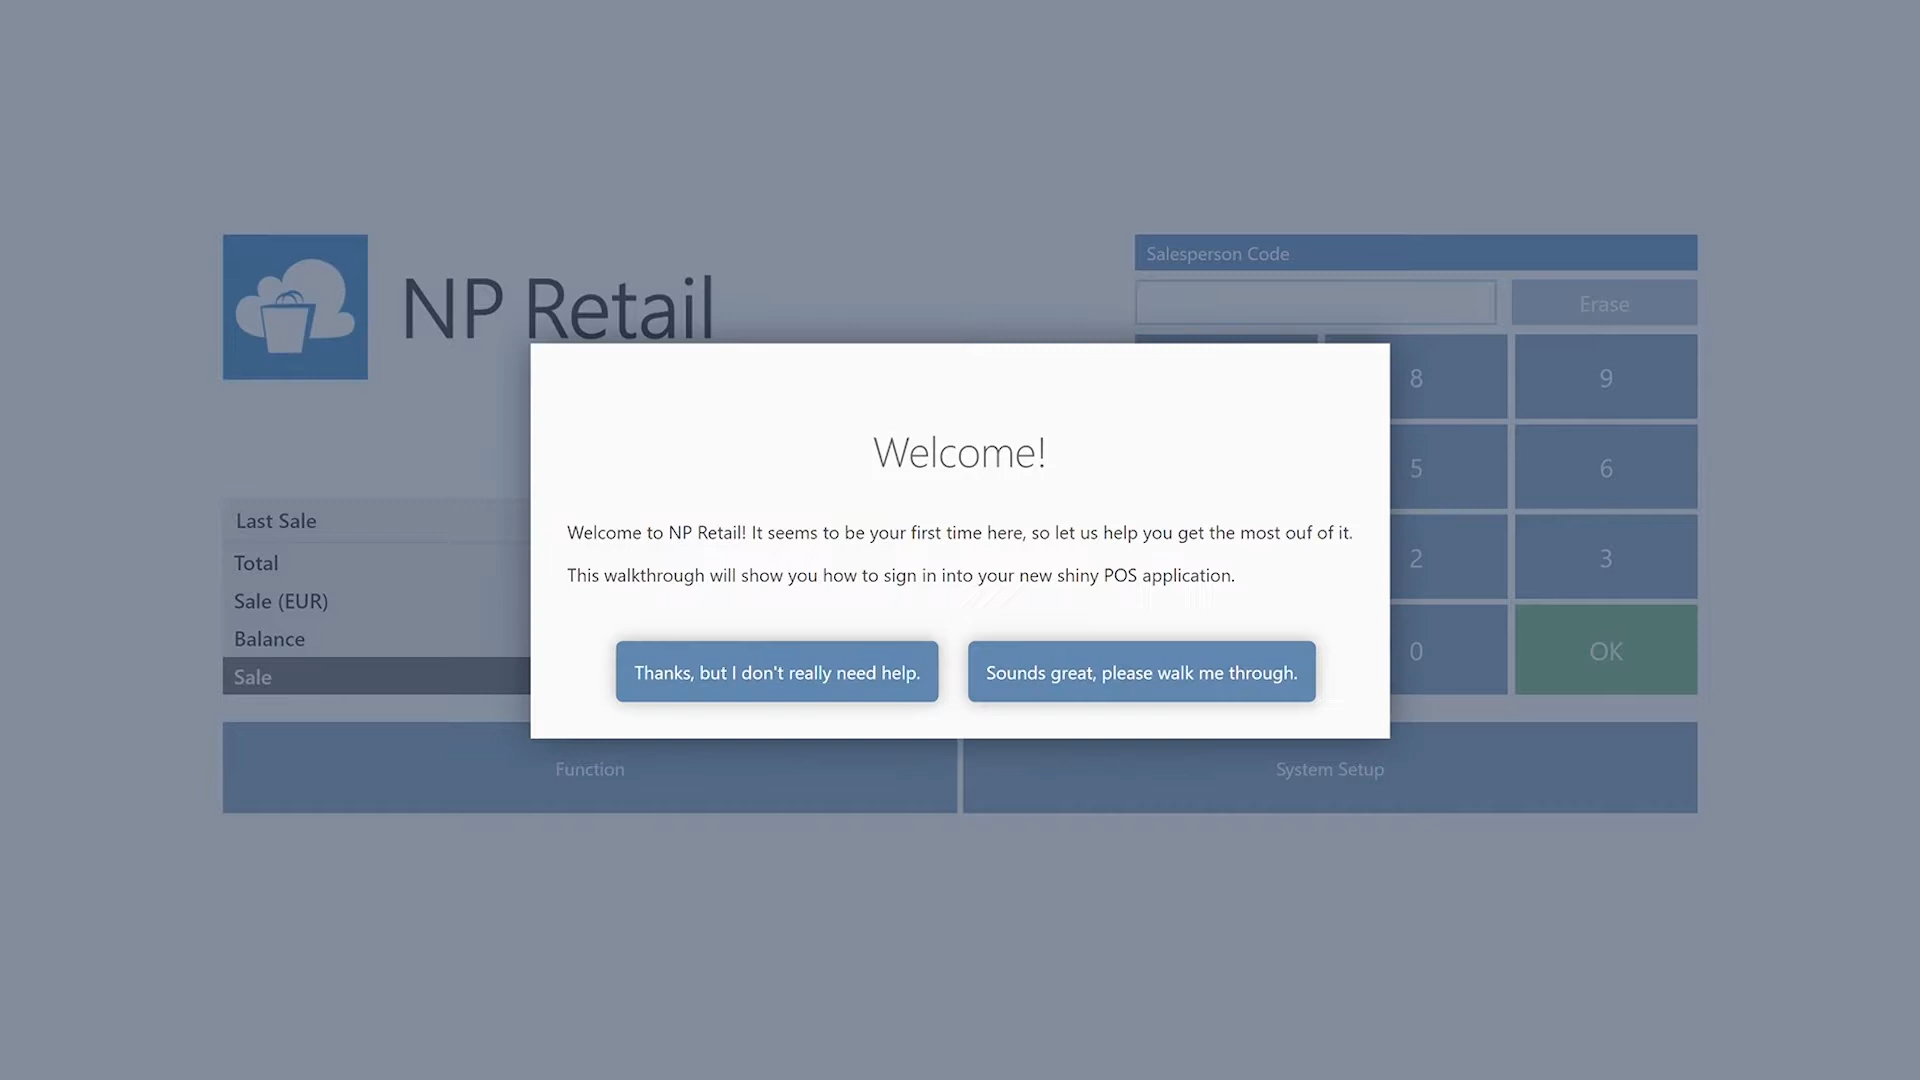 NP Retail
Salesperson Code
Erase
8
9
Welcome!
5
6
Last Sale
Welcome to NP Retail! It seems to be your first time here, so let us help you get the most ouf of it.
Total
This walkthrough will show you how to sign in into your new shiny POS application.
2
3
Sale (EUR)
Balance
Sale
Thanks, but I don't really need help.
Sounds great, please walk me through.
0
OK
Function
System Setup